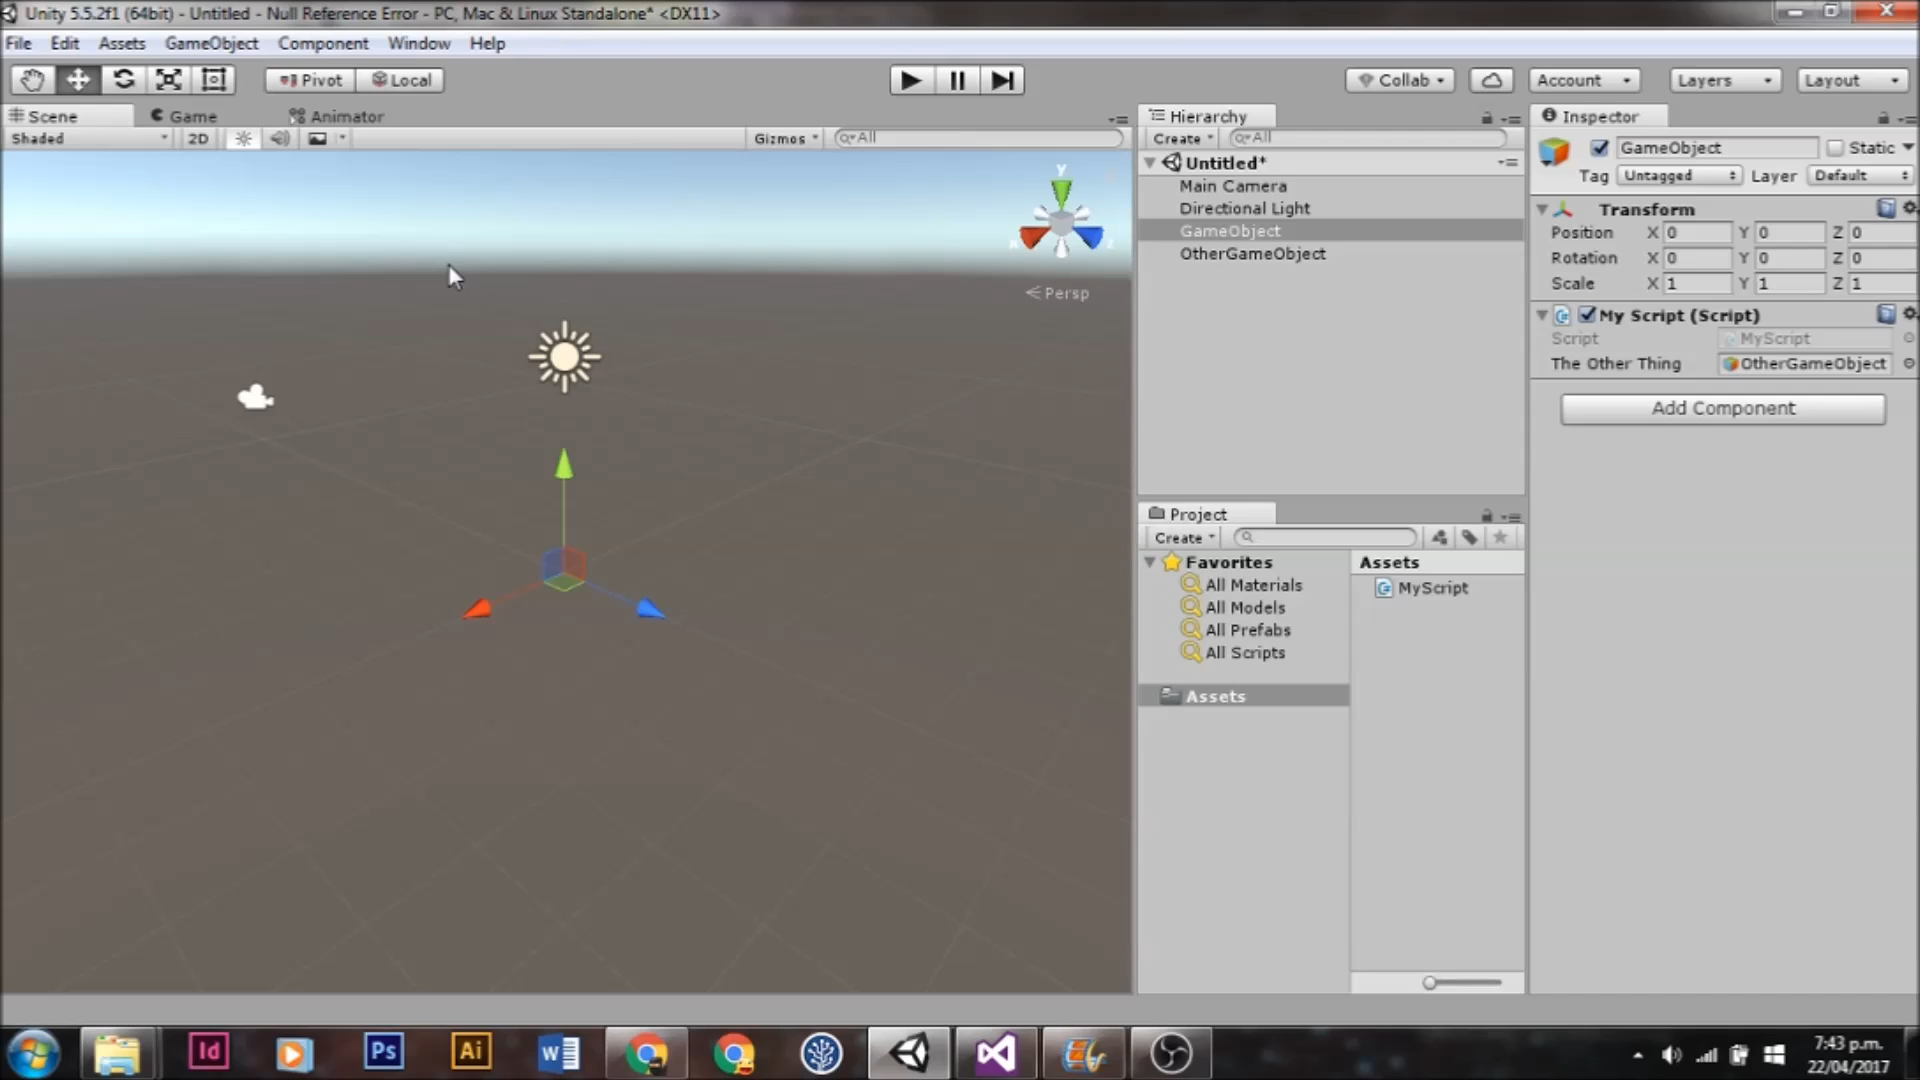 Unity 5.5.2f1 (64bit) - Untitled - Null Reference Error - PC, Mac & Linux Standalone* <DX11>
File Edit Assets GameObject Component Window Help
Pivot Local Collab Account Layers Layout
Scene Game Animator
Shaded 2D Gizmos All
y
x z
Persp
Hierarchy
Create All
Untitled*
Main Camera
Directional Light
GameObject
OtherGameObject
Project
Create
Favorites
All Materials
All Models
All Prefabs
All Scripts
Assets
Assets
MyScript
Inspector
GameObject Static
Tag Untagged Layer Default
Transform
Position X 0 Y 0 Z 0
Rotation X 0 Y 0 Z 0
Scale X 1 Y 1 Z 1
My Script (Script)
Script MyScript
The Other Thing OtherGameObject
Add Component
Id Ps Ai W
7:43 p.m.
22/04/2017